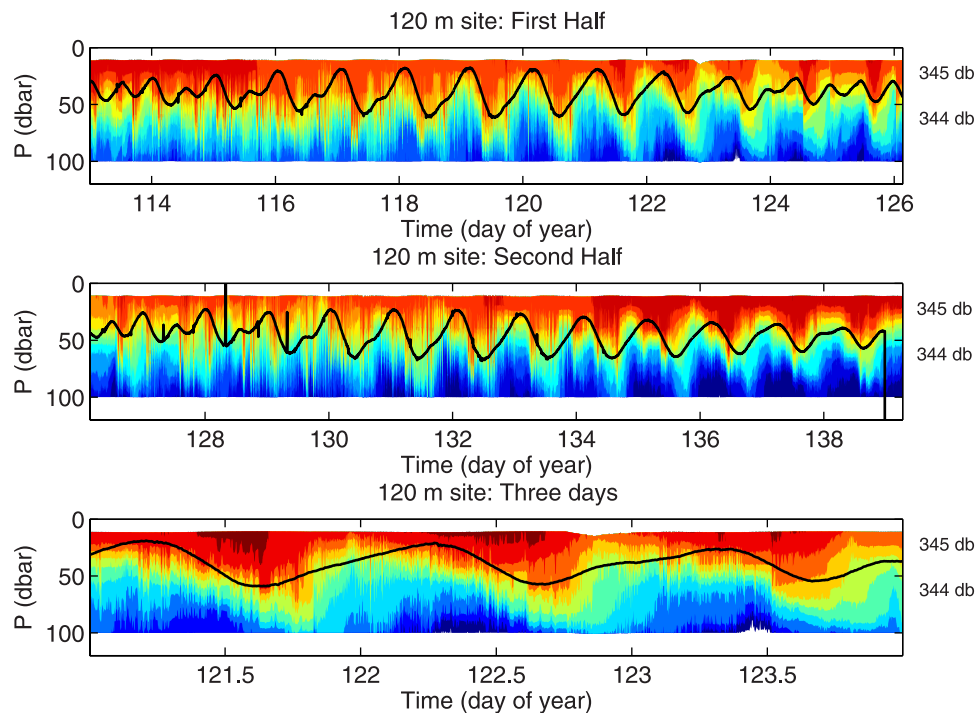 120 m site: First Half
0
50
100
P (dbar)
345 db
344 db
114 116 118 120 122 124 126
Time (day of year)
120 m site: Second Half
0
50
100
P (dbar)
345 db
344 db
128 130 132 134 136 138
Time (day of year)
120 m site: Three days
0
50
100
P (dbar)
345 db
344 db
121.5 122 122.5 123 123.5
Time (day of year)